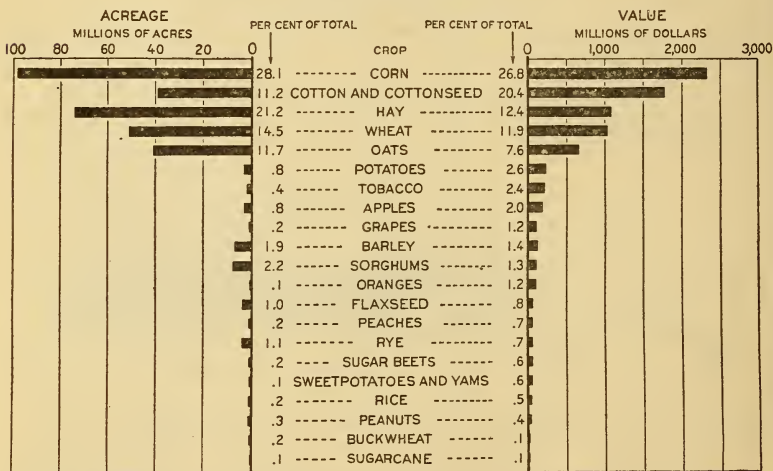 ACREAGE
MILLIONS OF ACRES
PER CENT OF TOTAL
PER CENT OF TOTAL
VALUE
MILLIONS OF DOLLARS
100 80 60 40 20 0
CROP
0 1,000 2,000 3,000
28.1 ------ CORN ------ 26.8
11.2 COTTON AND COTTONSEED 20.4
21.2 ------ HAY ------ 12.4
14.5 ------ WHEAT ------ 11.9
11.7 ------ OATS ------ 7.6
.8 ----- POTATOES ----- 2.6
.4 ----- TOBACCO ------ 2.4
.8 ----- APPLES ------ 2.0
.2 ----- GRAPES ------- 1.2
1.9 ----- BARLEY ------- 1.4
2.2 ----- SORGHUMS ----- 1.3
.1 ----- ORANGES ------ 1.2
1.0 ----- FLAXSEED ----- .8
.2 ----- PEACHES ------ .7
1.1 ------ RYE ------- .7
.2 ---- SUGAR BEETS ---- .6
.1 SWEETPOTATOES AND YAMS .6
.2 ------ RICE ------- .5
.3 ----- PEANUTS ----- .4
.2 ---- BUCKWHEAT ----- .1
.1 ---- SUGARCANE ---- .1